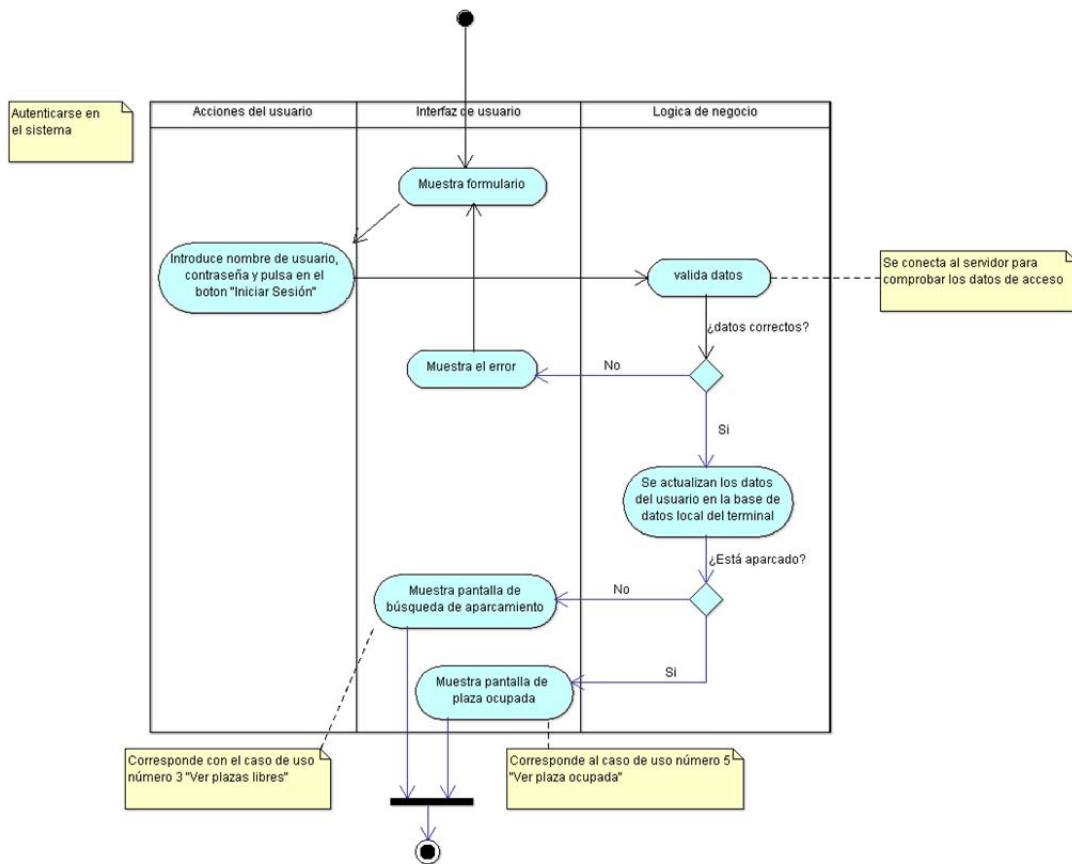 Autenticarse en
el sistema
Acciones del usuario
Interfaz de usuario
Logica de negocio
Muestra formulario
Introduce nombre de usuario,
contraseña y pulsa en el
boton "Iniciar Sesión"
valida datos
Se conecta al servidor para
comprobar los datos de acceso
¿datos correctos?
No
Muestra el error
Si
Se actualizan los datos
del usuario en la base de
datos local del terminal
¿Está aparcado?
No
Muestra pantalla de
búsqueda de aparcamiento
Si
Muestra pantalla de
plaza ocupada
Corresponde con el caso de uso
número 3 "Ver plazas libres"
Corresponde al caso de uso número 5
"Ver plaza ocupada"